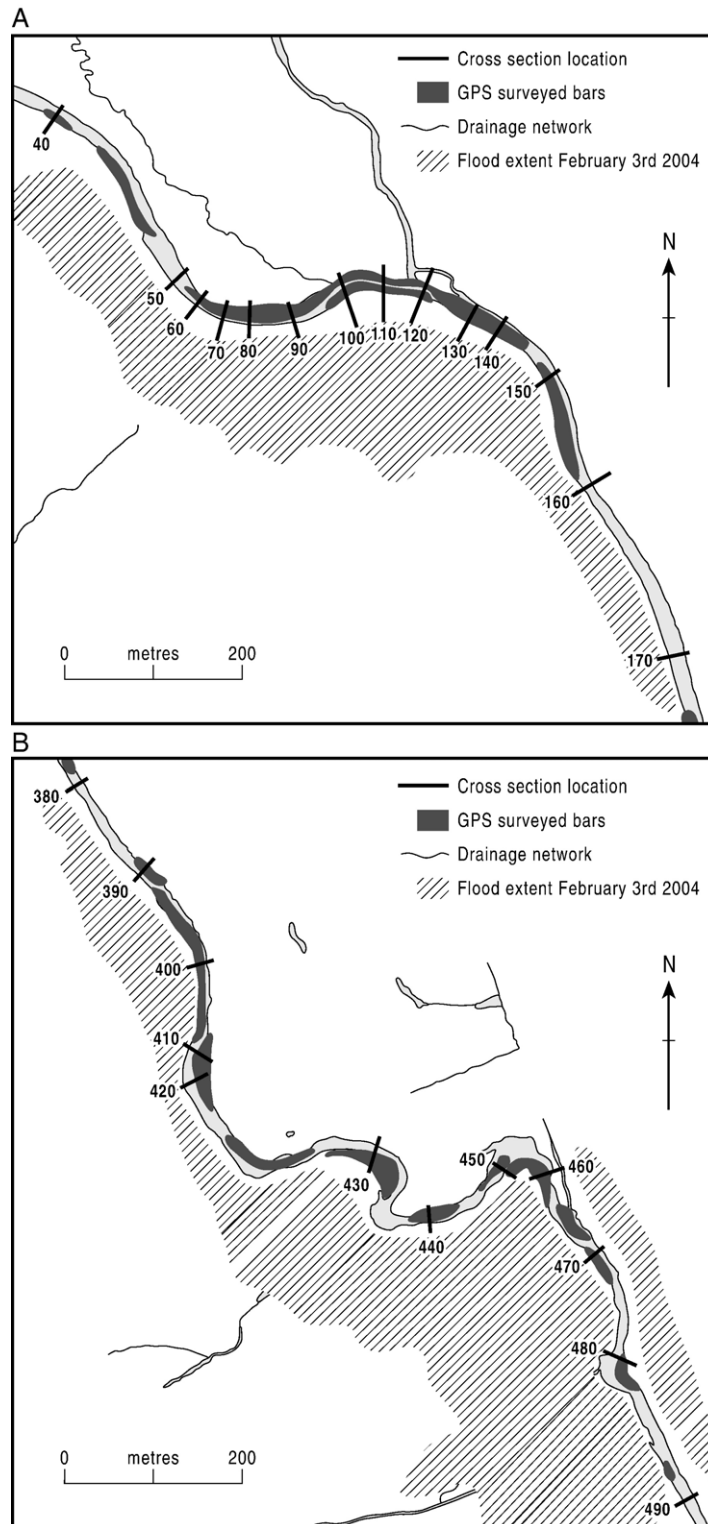 A
Cross section location
GPS surveyed bars
Drainage network
Flood extent February 3rd 2004
40
N
50
60
70
80
90
100
110
120
130
140
150
160
170
0 metres 200
B
Cross section location
GPS surveyed bars
Drainage network
Flood extent February 3rd 2004
380
390
N
400
410
420
430
440
450
460
470
480
490
0 metres 200